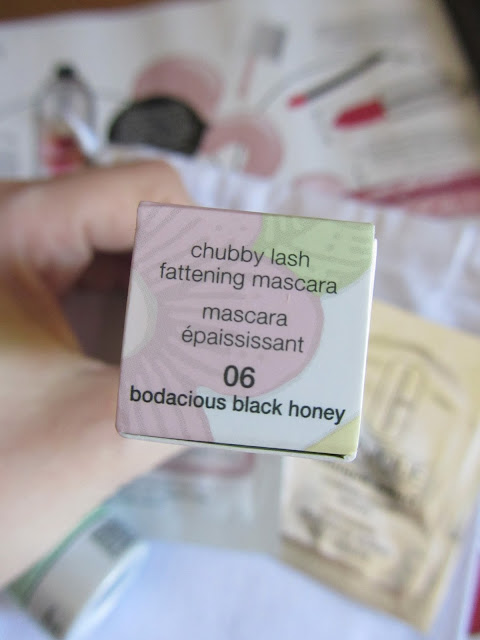 chubby lash
fattening mascara
mascara
épaississant
06
bodacious black honey